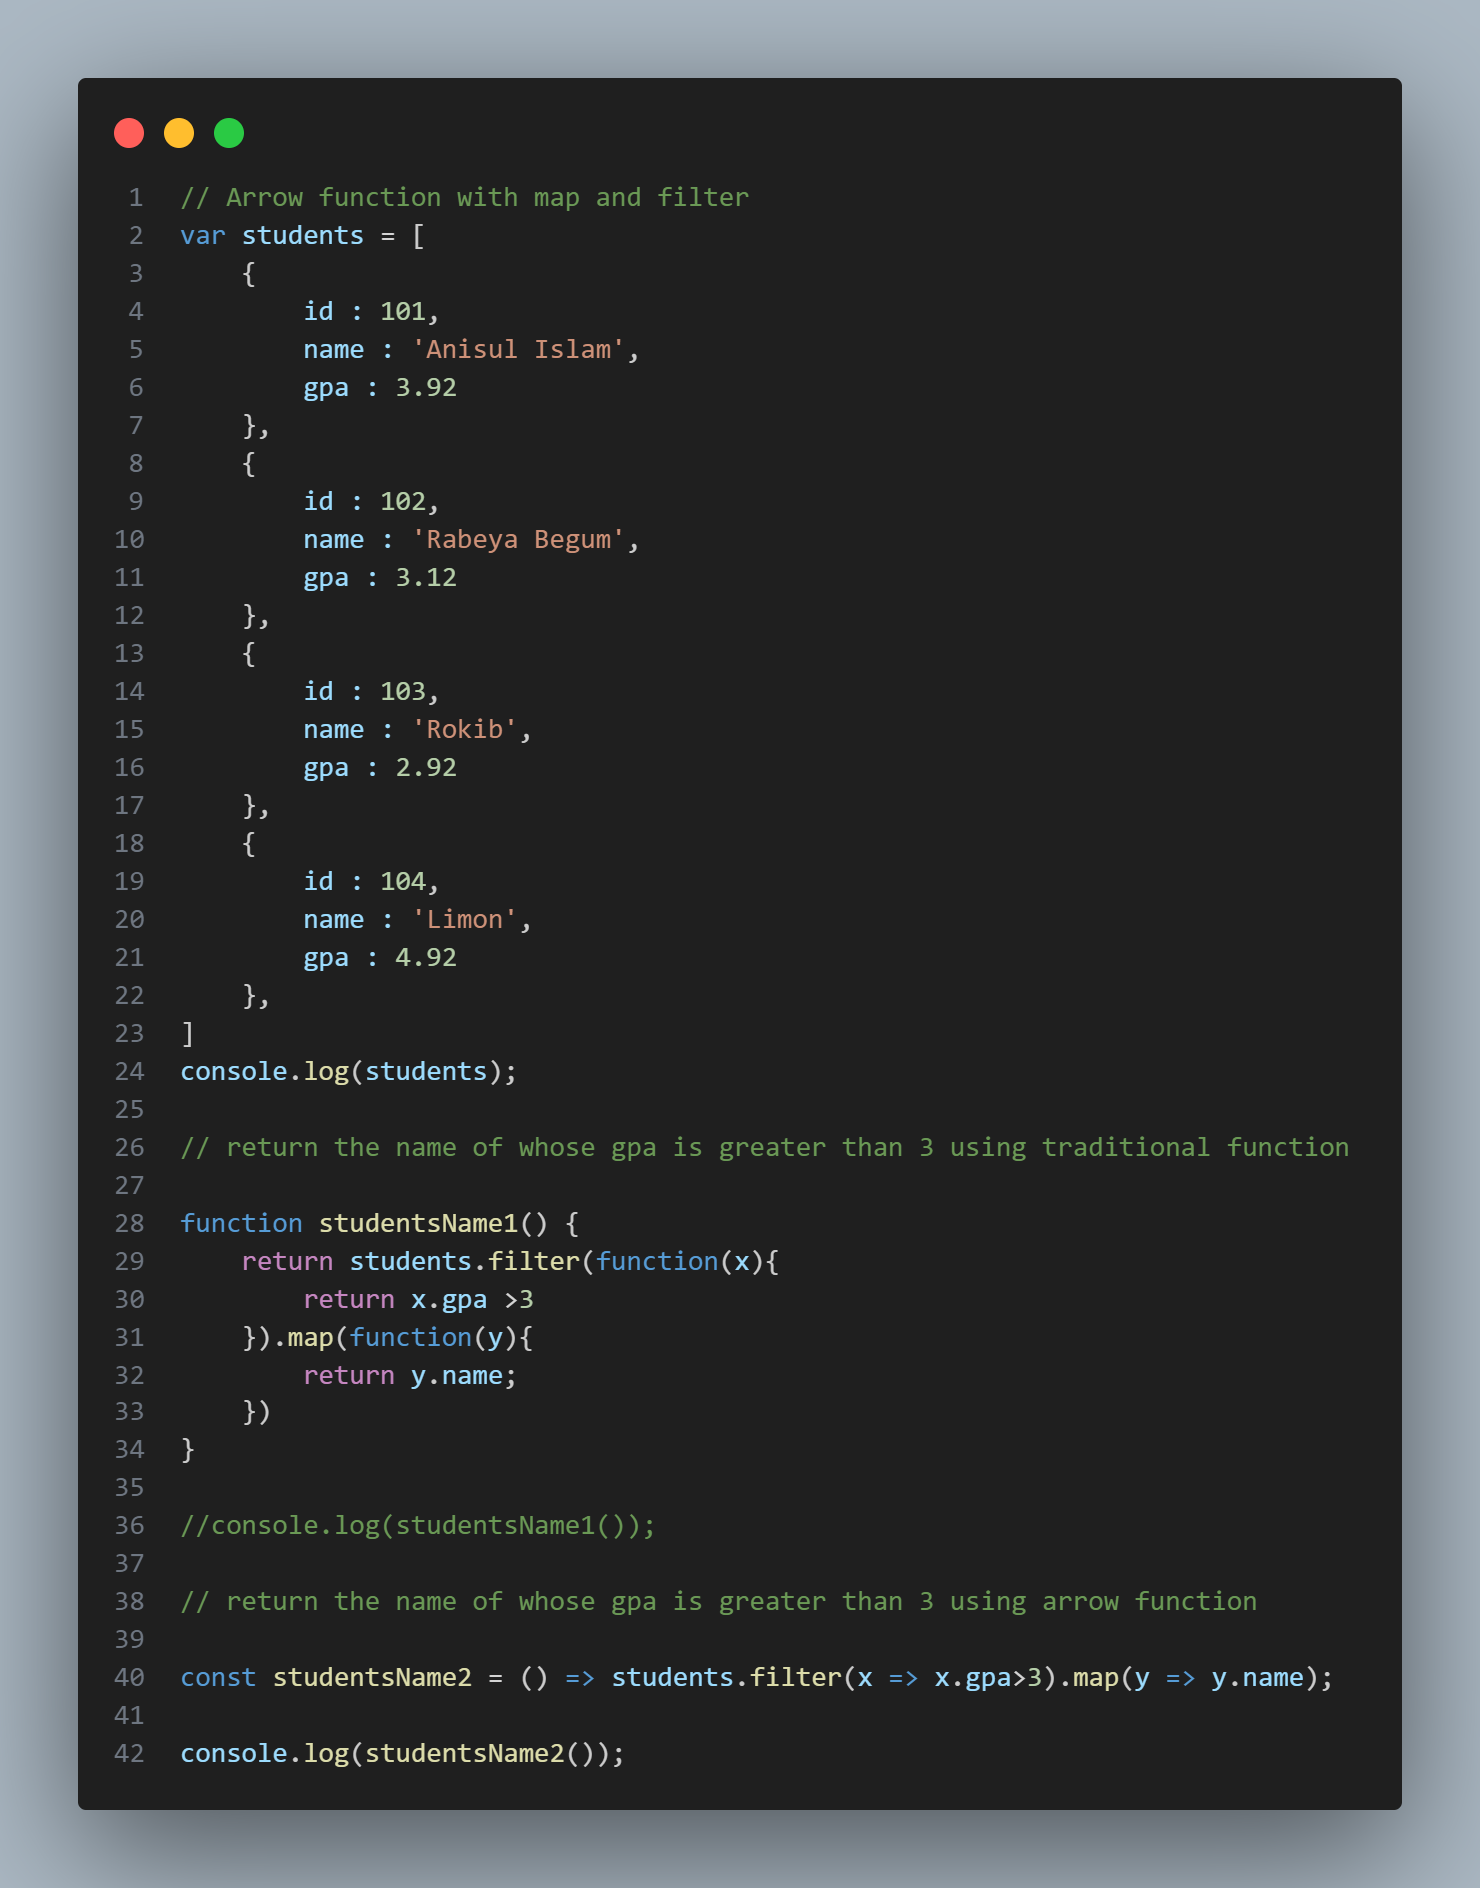 1 // Arrow function with map and filter
2 var students = [
3     {
4         id : 101,
5         name : 'Anisul Islam',
6         gpa : 3.92
7     },
8     {
9         id : 102,
10         name : 'Rabeya Begum',
11         gpa : 3.12
12     },
13     {
14         id : 103,
15         name : 'Rokib',
16         gpa : 2.92
17     },
18     {
19         id : 104,
20         name : 'Limon',
21         gpa : 4.92
22     },
23 ]
24 console.log(students);
25
26 // return the name of whose gpa is greater than 3 using traditional function
27
28 function studentsName1() {
29     return students.filter(function(x){
30         return x.gpa >3
31     }).map(function(y){
32         return y.name;
33     })
34 }
35
36 //console.log(studentsName1());
37
38 // return the name of whose gpa is greater than 3 using arrow function
39
40 const studentsName2 = () => students.filter(x => x.gpa>3).map(y => y.name);
41
42 console.log(studentsName2());